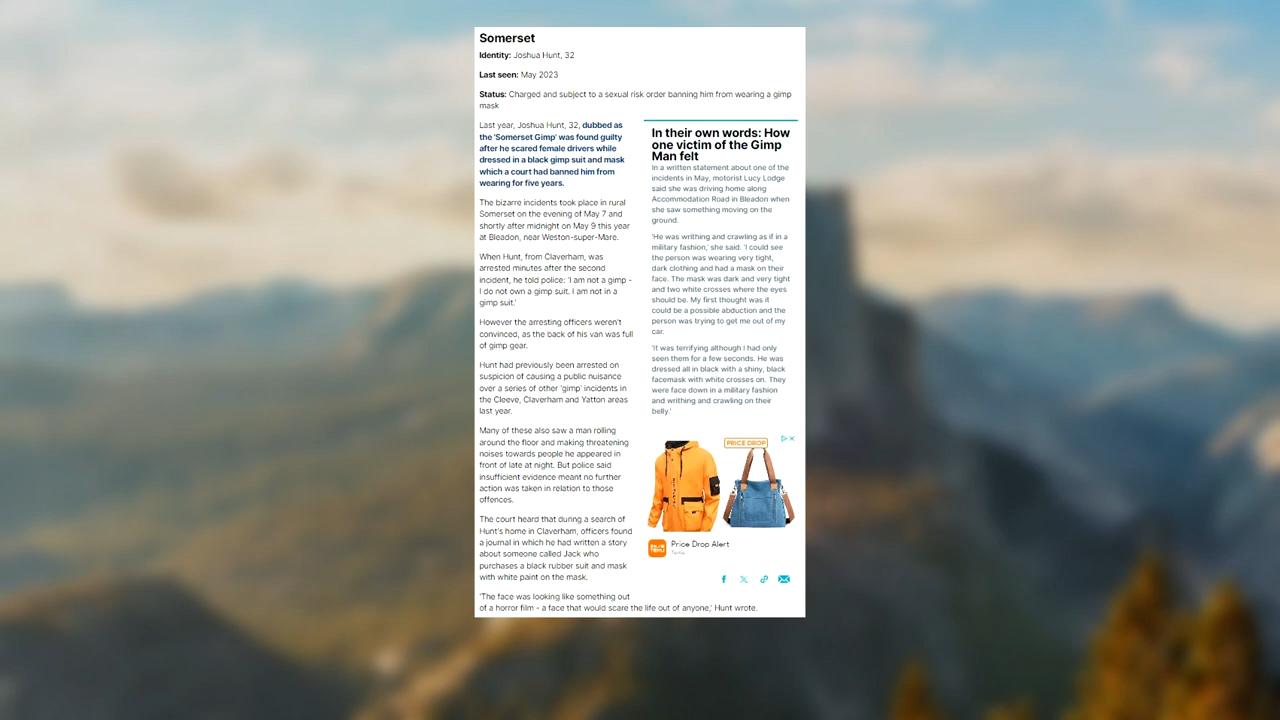 Somerset
Identity: Joshua Hunt, 32
Last seen: May 2023
Status: Charged and subject to a sexual risk order banning him from wearing a gimp
mask
Last year, Joshua Hunt, 32, dubbed as
the 'Somerset Gimp' was found guilty
after he scared female drivers while
dressed in a black gimp suit and mask
which a court had banned him from
wearing for five years.
The bizarre incidents took place in rural
Somerset on the evening of May 7 and
shortly after midnight on May 9 this year
at Bleadon, near Weston-super-Mare.
When Hunt, from Claverham, was
arrested minutes after the second
incident, he told police: 'I am not a gimp -
I do not own a gimp suit. I am not in a
gimp suit.'
However the arresting officers weren't
convinced, as the back of his van was full
of gimp gear.
Hunt had previously been arrested on
suspicion of causing a public nuisance
over a series of other 'gimp' incidents in
the Cleeve, Claverham and Yatton areas
last year.
Many of these also saw a man rolling
around the floor and making threatening
noises towards people he appeared in
front of late at night. But police said
insufficient evidence meant no further
action was taken in relation to those
offences.
The court heard that during a search of
Hunt's home in Claverham, officers found
a journal in which he had written a story
about someone called Jack who
purchases a black rubber suit and mask
with white paint on the mask.
'The face was looking like something out
of a horror film - a face that would scare the life out of anyone,' Hunt wrote.
In their own words: How
one victim of the Gimp
Man felt
In a written statement about one of the
incidents in May, motorist Lucy Lodge
said she was driving home along
Accommodation Road in Bleadon when
she saw something moving on the
ground.
'He was writhing and crawling as if in a
military fashion,' she said. 'I could see
the person was wearing very tight,
dark clothing and had a mask on their
face. The mask was dark and very tight
and two white crosses where the eyes
should be. My first thought was it
could be a possible abduction and the
person was trying to get me out of my
car.
'It was terrifying although I had only
seen them for a few seconds. He was
dressed all in black with a shiny, black
facemask with white crosses on. They
were face down in a military fashion
and writhing and crawling on their
belly.'
PRICE DROP
Price Drop Alert
Temu